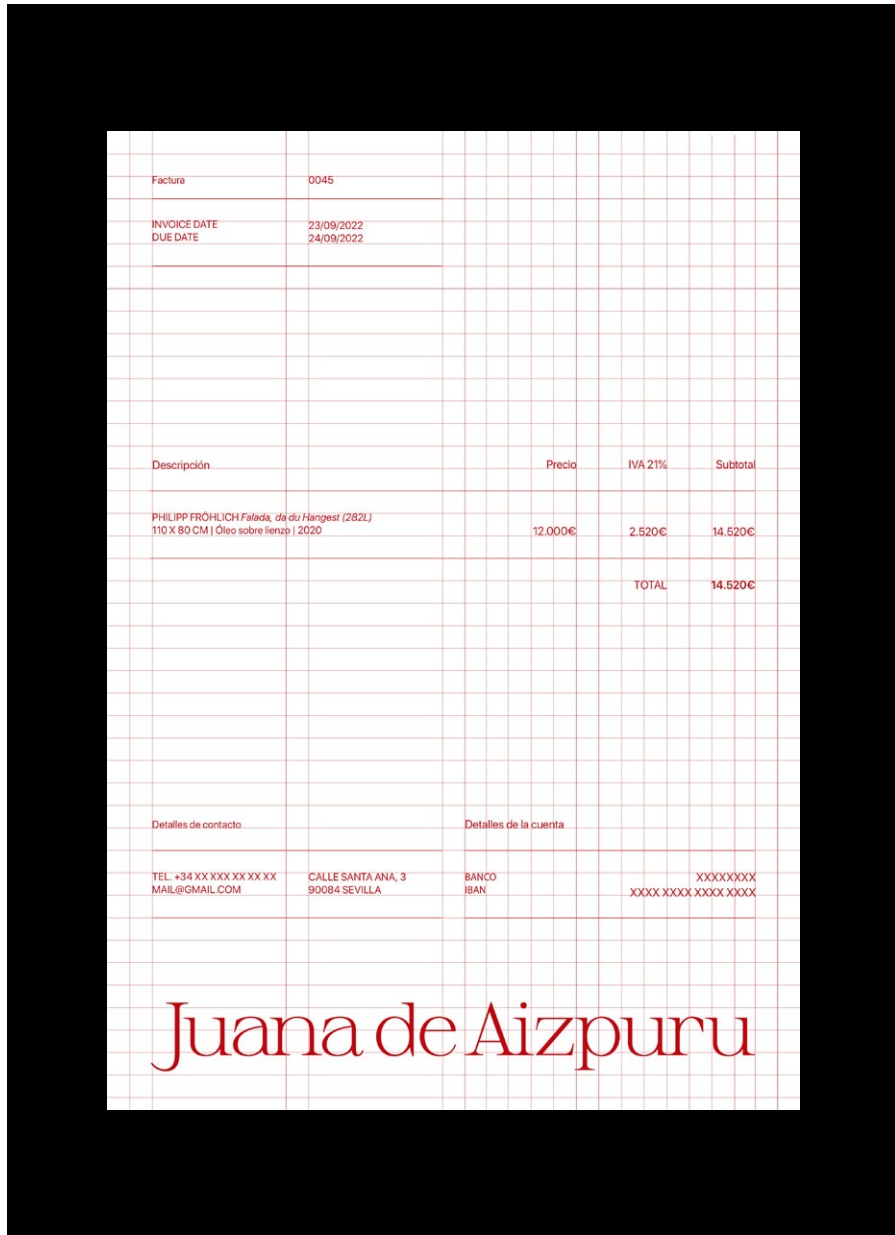 Factura 0045
INVOICE DATE 23/09/2022
DUE DATE 24/09/2022
Descripción Precio IVA 21% Subtotal
PHILIPP FRÖHLICH Falada, da du Hangest (282L)
110 X 80 CM | Óleo sobre lienzo | 2020 12.000€ 2.520€ 14.520€
TOTAL 14.520€
Detalles de contacto Detalles de la cuenta
TEL. +34 XX XXX XX XX XX CALLE SANTA ANA, 3 BANCO XXXXXXXX
MAIL@GMAIL.COM 90084 SEVILLA IBAN XXXX XXXX XXXX XXXX
Juana de Aizpuru